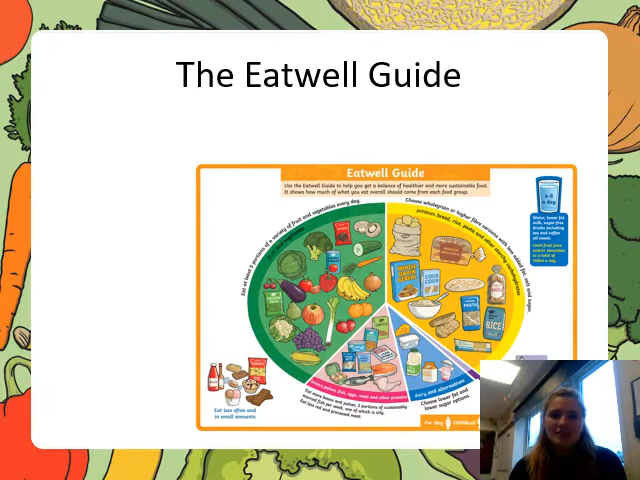 The Eatwell Guide
Eatwell Guide
Use the Eatwell Guide to help you get a balance of healthier and more sustainable food.
It shows how much of what you eat overall should come from each food group.
Eat at least 5 portions of a variety of fruit and vegetables every day.
Choose wholegrain or higher fibre versions with less added fat, salt and sugar
potatoes, bread, rice, pasta and other starchy carbohydrates
6-8
a day
Water, lower fat
milk, sugar-free
drinks including
tea and coffee
all count.
Limit fruit juice
and/or smoothies
to a total of
150ml a day.
WHOLE
GRAIN
CEREAL
COUS
COUS
PASTA
RICE
beans, pulses, fish, eggs, meat and other proteins
Eat more beans and pulses, 2 portions of sustainably
sourced fish per week, one of which is oily.
Eat less red and processed meat.
dairy and alternatives
Choose lower fat and
lower sugar options.
Eat less often and
in small amounts
Per day
2000kcal